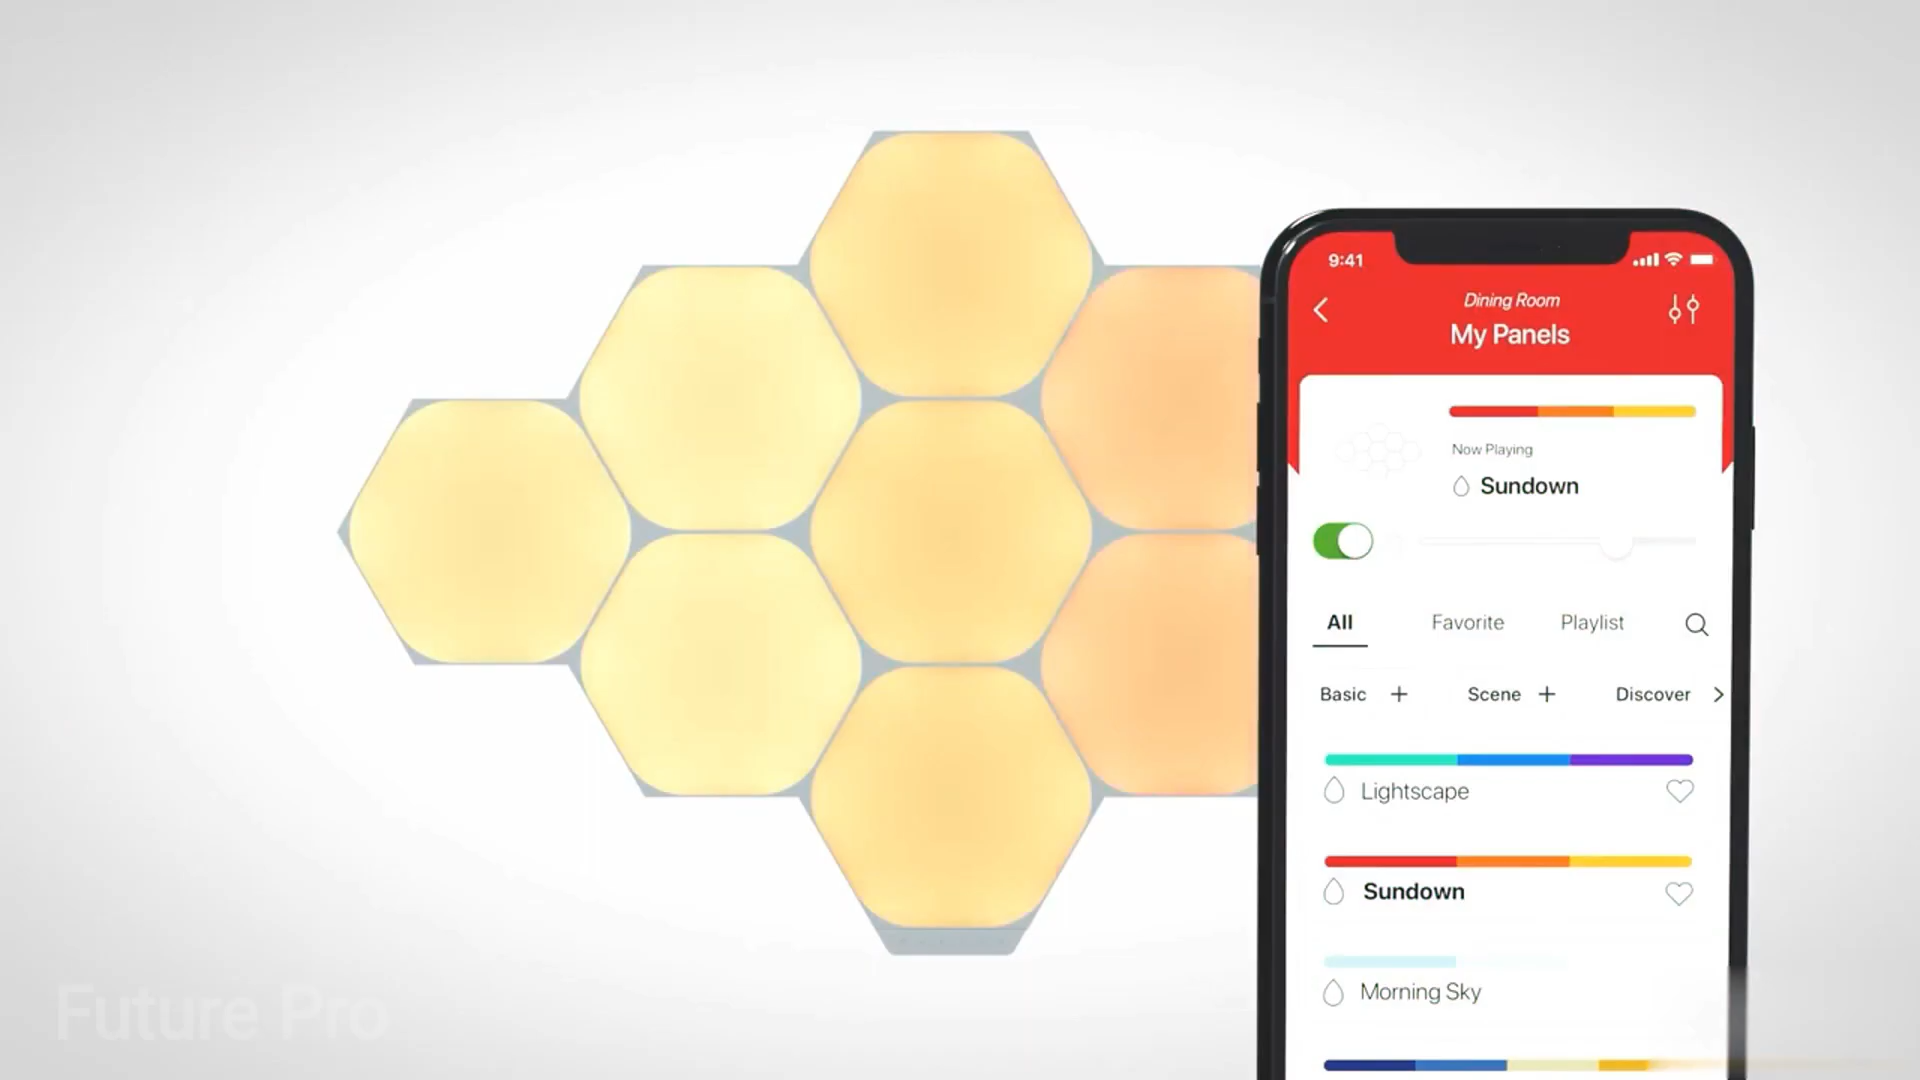 9:41
Dining Room
My Panels
Now Playing
Sundown
All Favorite Playlist
Basic + Scene + Discover >
Lightscape
Sundown
Morning Sky
Future Pro